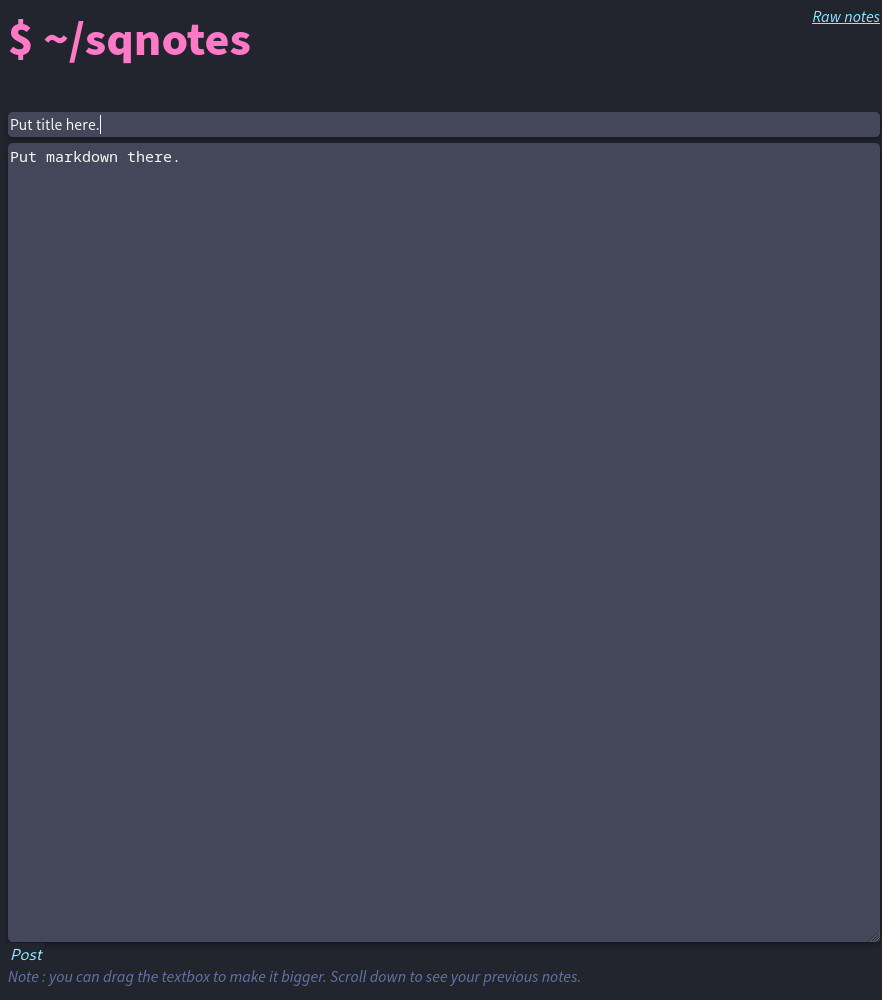 Raw notes
$ ~/sqnotes
Put title here.
Put markdown there.
Post
Note : you can drag the textbox to make it bigger. Scroll down to see your previous notes.